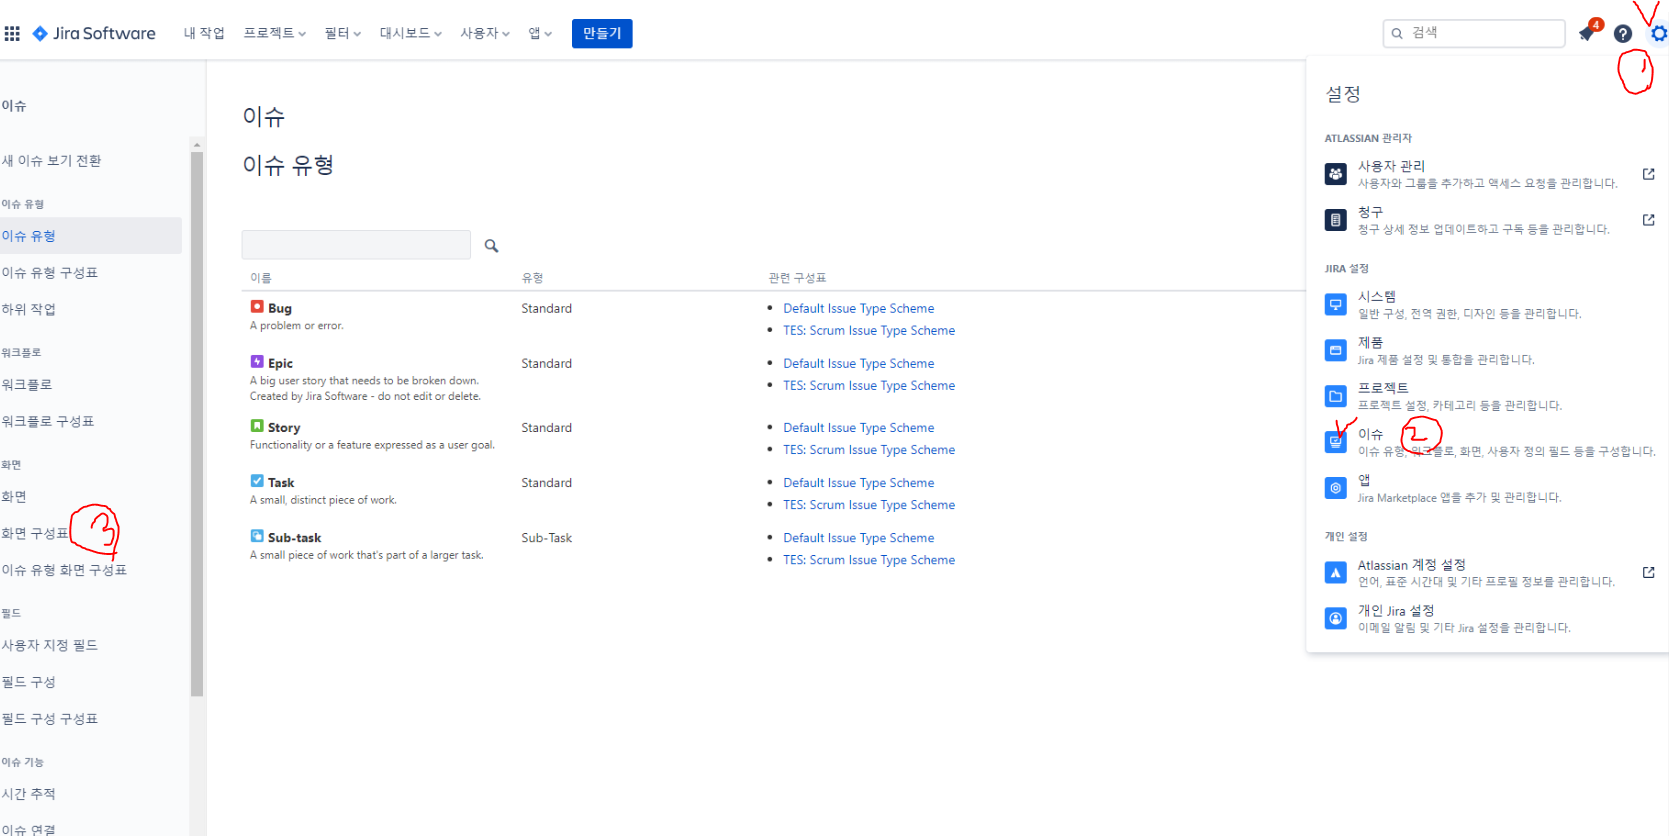 Jira Software 내 작업 프로젝트 필터 대시보드 사용자 앱 만들기 검색 4
1
이슈
새 이슈 보기 전환
이슈 유형
이슈 유형
이슈 유형 구성표
하위 작업
워크플로
워크플로
워크플로 구성표
화면
화면
화면 구성표 3
이슈 유형 화면 구성표
필드
사용자 지정 필드
필드 구성
필드 구성 구성표
이슈 기능
시간 추적
이슈 연결
이슈
이슈 유형
이름 유형 관련 구성표
Bug Standard Default Issue Type Scheme
A problem or error. TES: Scrum Issue Type Scheme
Epic Standard Default Issue Type Scheme
A big user story that needs to be broken down. TES: Scrum Issue Type Scheme
Created by Jira Software - do not edit or delete.
Story Standard Default Issue Type Scheme
Functionality or a feature expressed as a user goal. TES: Scrum Issue Type Scheme
Task Standard Default Issue Type Scheme
A small, distinct piece of work. TES: Scrum Issue Type Scheme
Sub-task Sub-Task Default Issue Type Scheme
A small piece of work that's part of a larger task. TES: Scrum Issue Type Scheme
설정
ATLASSIAN 관리자
사용자 관리
사용자와 그룹을 추가하고 액세스 요청을 관리합니다.
청구
청구 상세 정보 업데이트하고 구독 등을 관리합니다.
JIRA 설정
시스템
일반 구성, 전역 권한, 디자인 등을 관리합니다.
제품
Jira 제품 설정 및 통합을 관리합니다.
프로젝트
프로젝트 설정, 카테고리 등을 관리합니다.
이슈 2
이슈 유형, 워크플로, 화면, 사용자 정의 필드 등을 구성합니다.
앱
Jira Marketplace 앱을 추가 및 관리합니다.
개인 설정
Atlassian 계정 설정
언어, 표준 시간대 및 기타 프로필 정보를 관리합니다.
개인 Jira 설정
이메일 알림 및 기타 Jira 설정을 관리합니다.